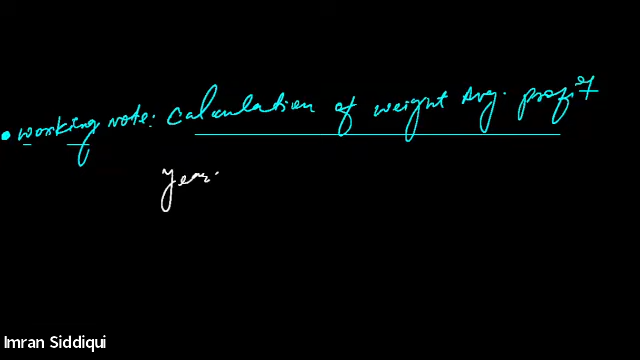 • working note: Calculation of weight Avg. profit
Year.
Imran Siddiqui